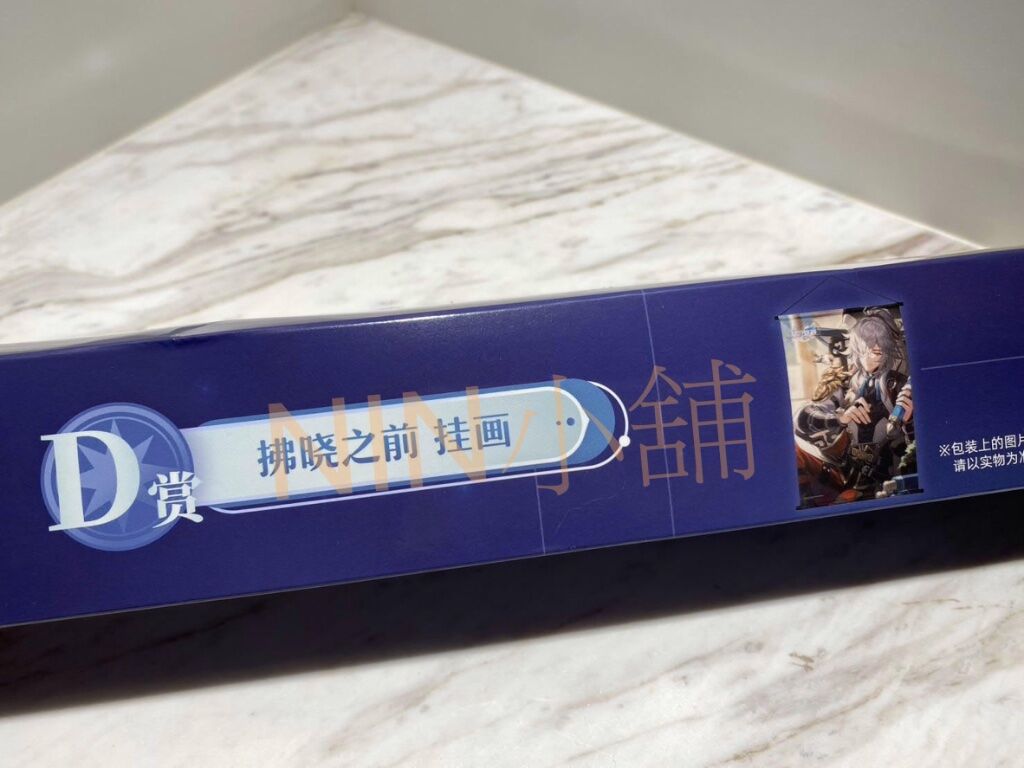 D赏
拂晓之前 挂画
NIN小舖
※包装上的图片
请以实物为准